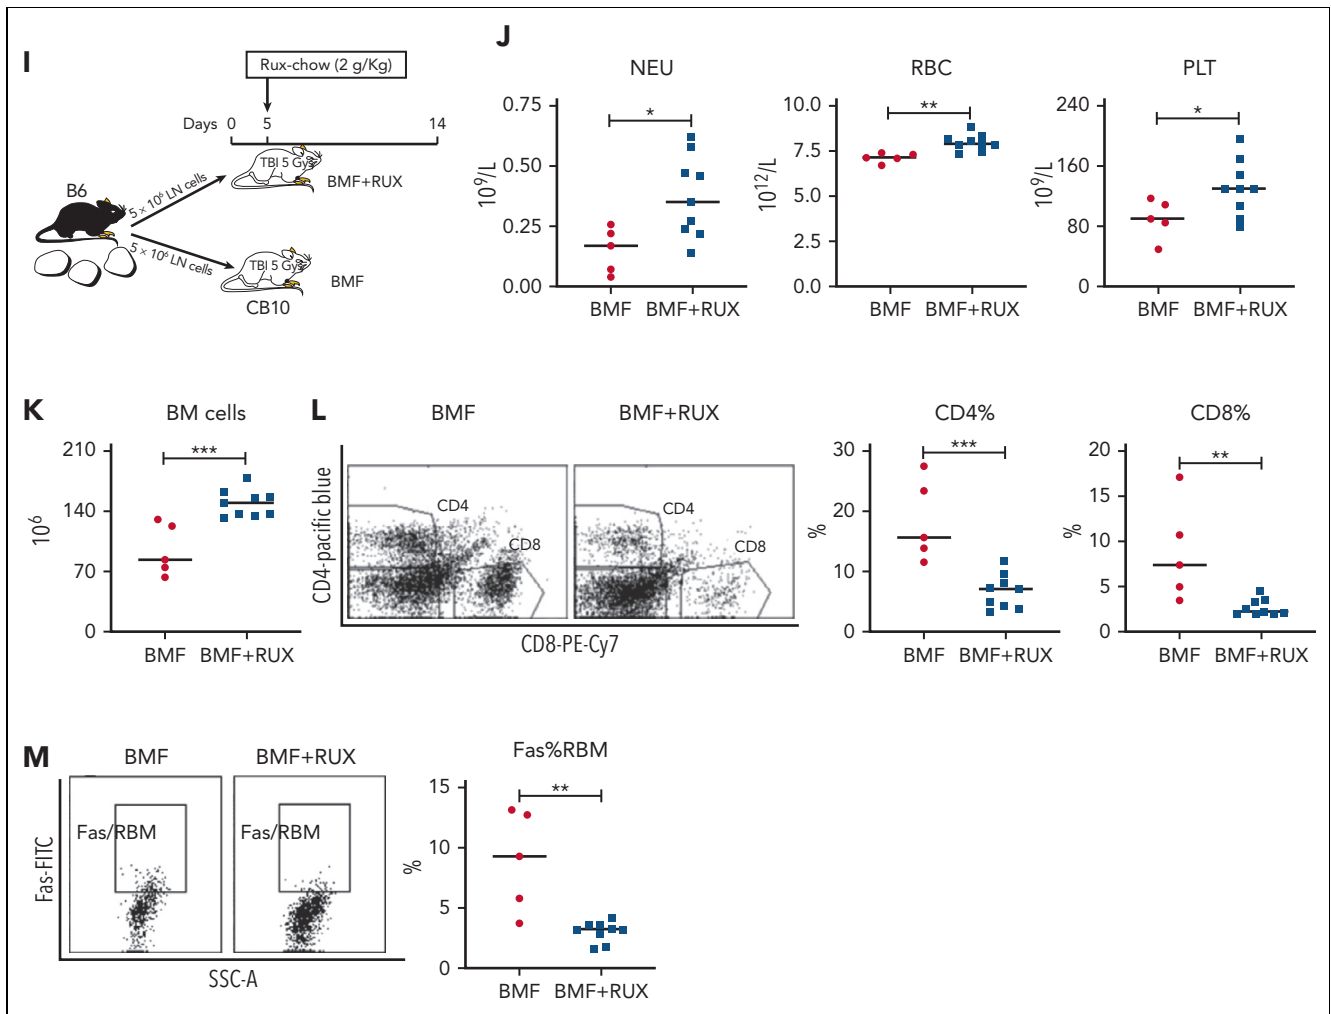 I
Rux-chow (2 g/Kg)
Days 0 5 14
B6
5 × 10⁶ LN cells
TBI 5 Gys
BMF+RUX
5 × 10⁶ LN cells
TBI 5 Gys
BMF
CB10
J
NEU
10⁹/L
0.75
0.50
0.25
0.00
*
BMF BMF+RUX
RBC
10¹²/L
10.0
7.5
5.0
2.5
0.0
**
BMF BMF+RUX
PLT
10⁹/L
240
160
80
0
*
BMF BMF+RUX
K
BM cells
10⁶
210
140
70
0
***
BMF BMF+RUX
L
BMF BMF+RUX
CD4-pacific blue
CD4
CD8
CD4
CD8
CD8-PE-Cy7
CD4%
%
30
20
10
0
***
BMF BMF+RUX
CD8%
%
20
15
10
5
0
**
BMF BMF+RUX
M
BMF BMF+RUX
Fas-FITC
Fas/RBM
Fas/RBM
SSC-A
Fas%RBM
%
15
10
5
0
**
BMF BMF+RUX